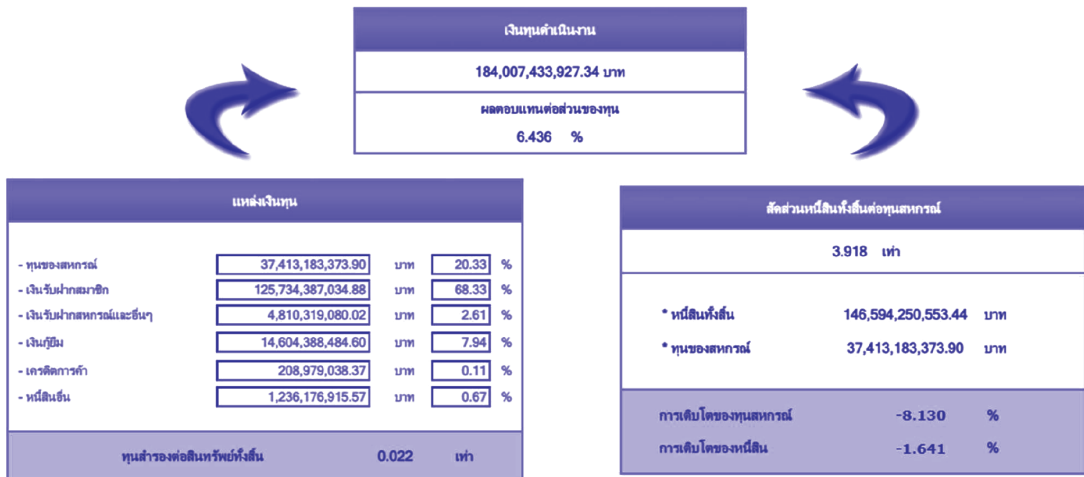 เงินทุนดำเนินงาน
184,007,433,927.34 บาท
ผลตอบแทนต่อส่วนของทุน
6.436 %
แหล่งเงินทุน
- ทุนของสหกรณ์ 37,413,183,373.90 บาท 20.33 %
- เงินรับฝากสมาชิก 125,734,387,034.88 บาท 68.33 %
- เงินรับฝากสหกรณ์และอื่นๆ 4,810,319,080.02 บาท 2.61 %
- เงินกู้ยืม 14,604,388,484.60 บาท 7.94 %
- เครดิตการค้า 208,979,038.37 บาท 0.11 %
- หนี้สินอื่น 1,236,176,915.57 บาท 0.67 %
ทุนสำรองต่อสินทรัพย์ทั้งสิ้น 0.022 เท่า
สัดส่วนหนี้สินทั้งสิ้นต่อทุนสหกรณ์
3.918 เท่า
* หนี้สินทั้งสิ้น 146,594,250,553.44 บาท
* ทุนของสหกรณ์ 37,413,183,373.90 บาท
การเติบโตของทุนสหกรณ์ -8.130 %
การเติบโตของหนี้สิน -1.641 %